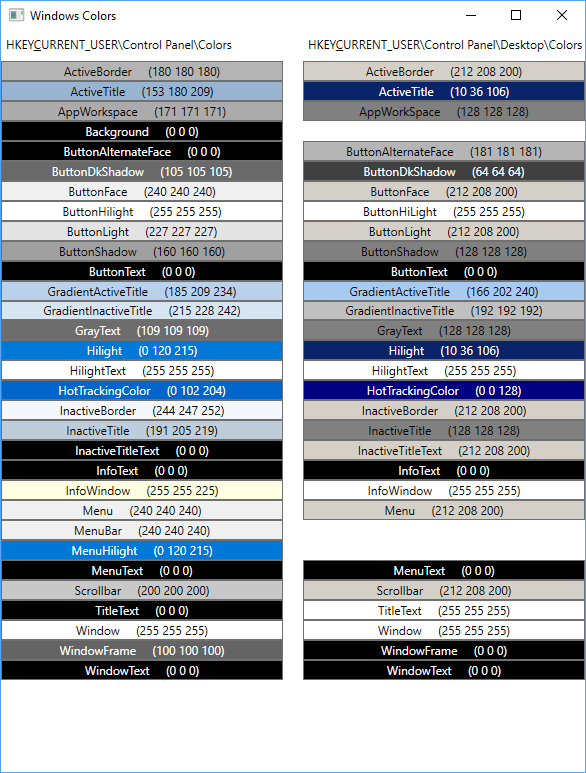 Windows Colors
HKEYCURRENT_USER\Control Panel\Colors
ActiveBorder (180 180 180)
ActiveTitle (153 180 209)
AppWorkspace (171 171 171)
Background (0 0 0)
ButtonAlternateFace (0 0 0)
ButtonDkShadow (105 105 105)
ButtonFace (240 240 240)
ButtonHilight (255 255 255)
ButtonLight (227 227 227)
ButtonShadow (160 160 160)
ButtonText (0 0 0)
GradientActiveTitle (185 209 234)
GradientInactiveTitle (215 228 242)
GrayText (109 109 109)
Hilight (0 120 215)
HilightText (255 255 255)
HotTrackingColor (0 102 204)
InactiveBorder (244 247 252)
InactiveTitle (191 205 219)
InactiveTitleText (0 0 0)
InfoText (0 0 0)
InfoWindow (255 255 225)
Menu (240 240 240)
MenuBar (240 240 240)
MenuHilight (0 120 215)
MenuText (0 0 0)
Scrollbar (200 200 200)
TitleText (0 0 0)
Window (255 255 255)
WindowFrame (100 100 100)
WindowText (0 0 0)
HKEYCURRENT_USER\Control Panel\Desktop\Colors
ActiveBorder (212 208 200)
ActiveTitle (10 36 106)
AppWorkSpace (128 128 128)
ButtonAlternateFace (181 181 181)
ButtonDkShadow (64 64 64)
ButtonFace (212 208 200)
ButtonHiLight (255 255 255)
ButtonLight (212 208 200)
ButtonShadow (128 128 128)
ButtonText (0 0 0)
GradientActiveTitle (166 202 240)
GradientInactiveTitle (192 192 192)
GrayText (128 128 128)
Hilight (10 36 106)
HilightText (255 255 255)
HotTrackingColor (0 0 128)
InactiveBorder (212 208 200)
InactiveTitle (128 128 128)
InactiveTitleText (212 208 200)
InfoText (0 0 0)
InfoWindow (255 255 255)
Menu (212 208 200)
MenuText (0 0 0)
Scrollbar (212 208 200)
TitleText (255 255 255)
Window (255 255 255)
WindowFrame (0 0 0)
WindowText (0 0 0)